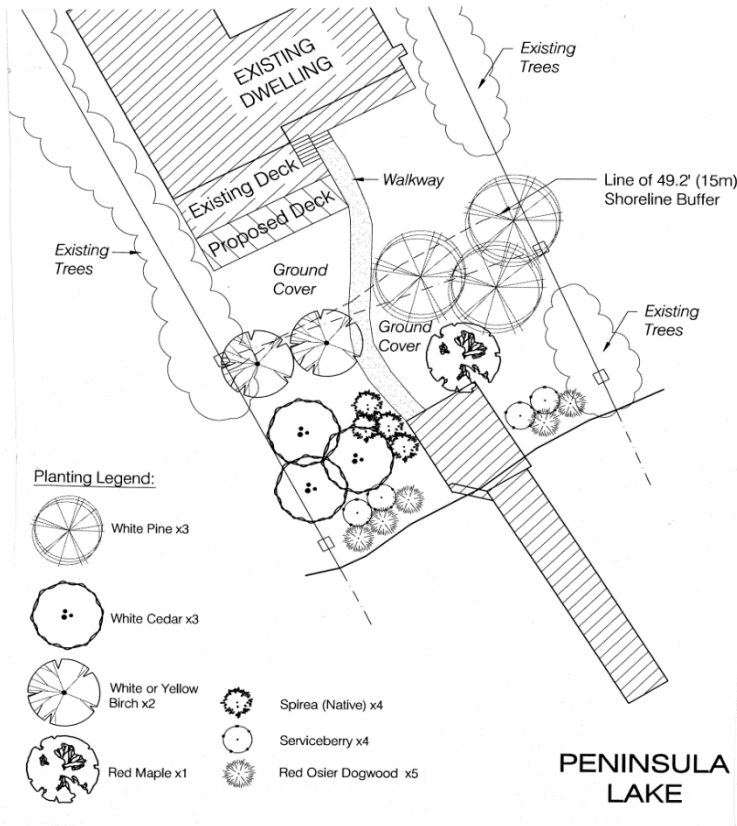 EXISTING
DWELLING
Existing
Trees
Existing Deck
Walkway
Line of 49.2' (15m)
Shoreline Buffer
Proposed Deck
Existing
Trees
Ground
Cover
Ground
Cover
Existing
Trees
Planting Legend:
White Pine x3
White Cedar x3
White or Yellow
Birch x2
Red Maple x1
Spirea (Native) x4
Serviceberry x4
Red Osier Dogwood x5
PENINSULA
LAKE